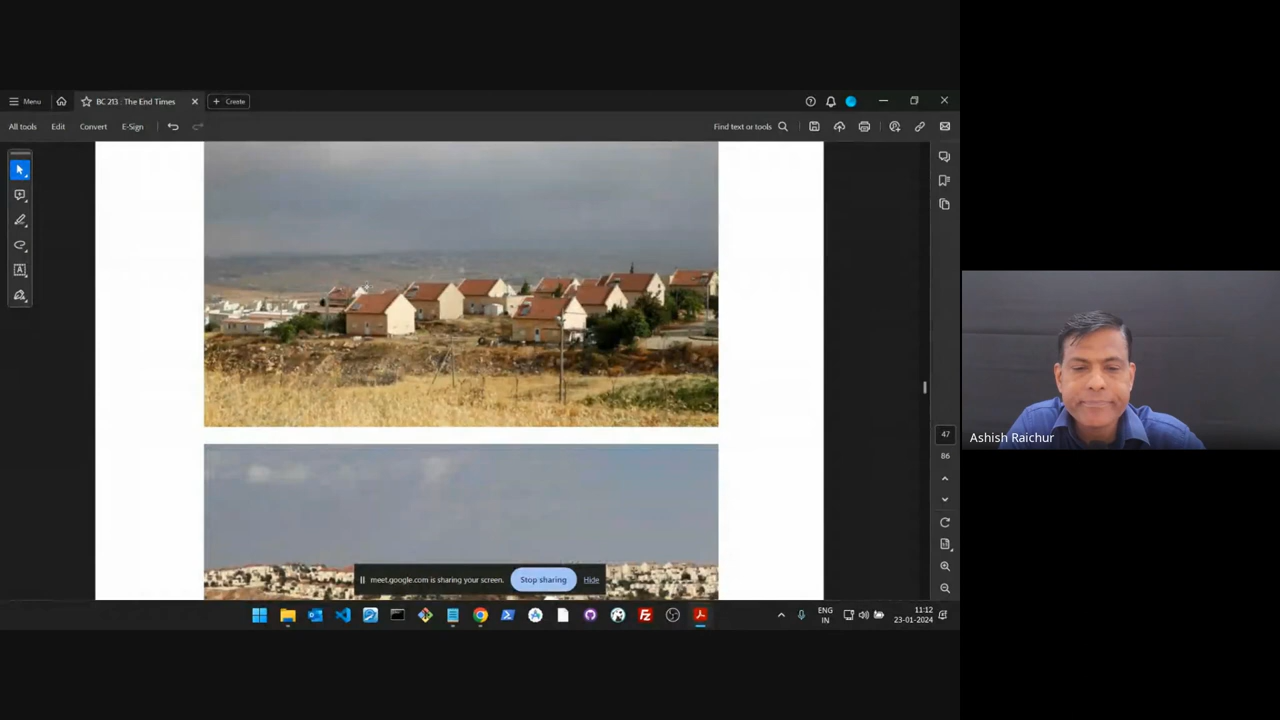 Menu
BC 213 : The End Times
Create
All tools
Edit
Convert
E-Sign
Find text or tools
47
86
Ashish Raichur
meet.google.com is sharing your screen.
Stop sharing
Hide
ENG
IN
11:12
23-01-2024